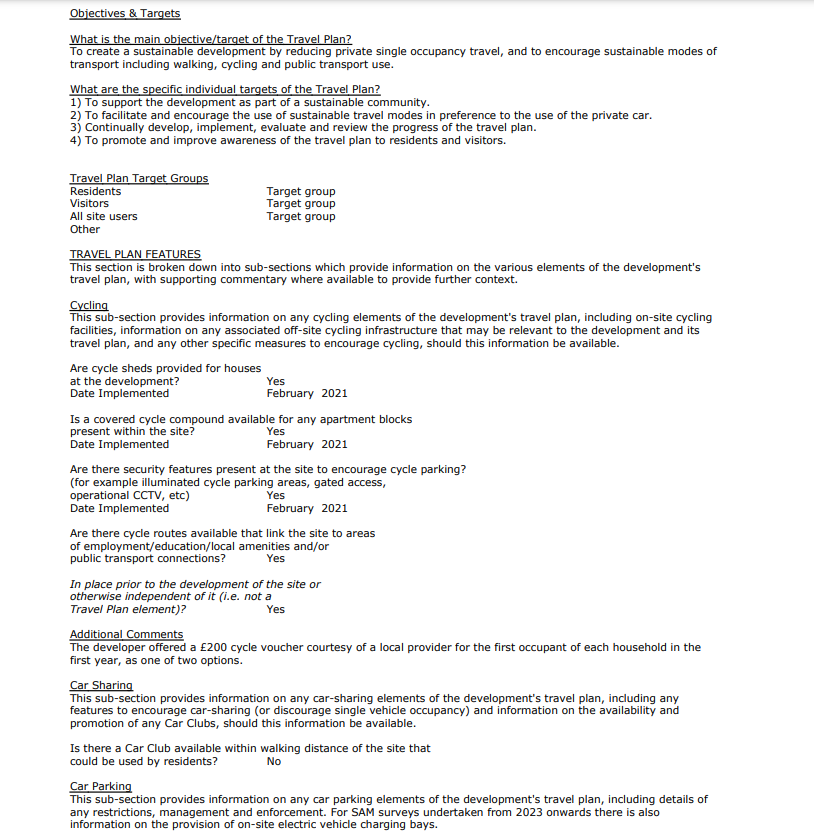 Objectives & Targets
What is the main objective/target of the Travel Plan?
To create a sustainable development by reducing private single occupancy travel, and to encourage sustainable modes of
transport including walking, cycling and public transport use.
What are the specific individual targets of the Travel Plan?
1) To support the development as part of a sustainable community.
2) To facilitate and encourage the use of sustainable travel modes in preference to the use of the private car.
3) Continually develop, implement, evaluate and review the progress of the travel plan.
4) To promote and improve awareness of the travel plan to residents and visitors.
Travel Plan Target Groups
Residents Target group
Visitors Target group
All site users Target group
Other
TRAVEL PLAN FEATURES
This section is broken down into sub-sections which provide information on the various elements of the development's
travel plan, with supporting commentary where available to provide further context.
Cycling
This sub-section provides information on any cycling elements of the development's travel plan, including on-site cycling
facilities, information on any associated off-site cycling infrastructure that may be relevant to the development and its
travel plan, and any other specific measures to encourage cycling, should this information be available.
Are cycle sheds provided for houses
at the development? Yes
Date Implemented February 2021
Is a covered cycle compound available for any apartment blocks
present within the site? Yes
Date Implemented February 2021
Are there security features present at the site to encourage cycle parking?
(for example illuminated cycle parking areas, gated access,
operational CCTV, etc) Yes
Date Implemented February 2021
Are there cycle routes available that link the site to areas
of employment/education/local amenities and/or
public transport connections? Yes
In place prior to the development of the site or
otherwise independent of it (i.e. not a
Travel Plan element)? Yes
Additional Comments
The developer offered a £200 cycle voucher courtesy of a local provider for the first occupant of each household in the
first year, as one of two options.
Car Sharing
This sub-section provides information on any car-sharing elements of the development's travel plan, including any
features to encourage car-sharing (or discourage single vehicle occupancy) and information on the availability and
promotion of any Car Clubs, should this information be available.
Is there a Car Club available within walking distance of the site that
could be used by residents? No
Car Parking
This sub-section provides information on any car parking elements of the development's travel plan, including details of
any restrictions, management and enforcement. For SAM surveys undertaken from 2023 onwards there is also
information on the provision of on-site electric vehicle charging bays.